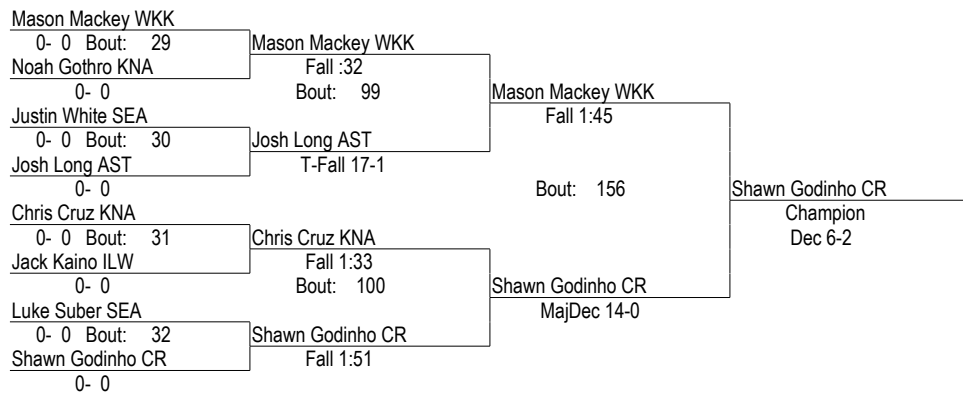 Mason Mackey WKK
0- 0 Bout: 29
Noah Gothro KNA
0- 0
Justin White SEA
0- 0 Bout: 30
Josh Long AST
0- 0
Chris Cruz KNA
0- 0 Bout: 31
Jack Kaino ILW
0- 0
Luke Suber SEA
0- 0 Bout: 32
Shawn Godinho CR
0- 0
Mason Mackey WKK
Fall :32
Bout: 99
Josh Long AST
T-Fall 17-1
Chris Cruz KNA
Fall 1:33
Bout: 100
Shawn Godinho CR
Fall 1:51
Mason Mackey WKK
Fall 1:45
Bout: 156
Shawn Godinho CR
MajDec 14-0
Shawn Godinho CR
Champion
Dec 6-2